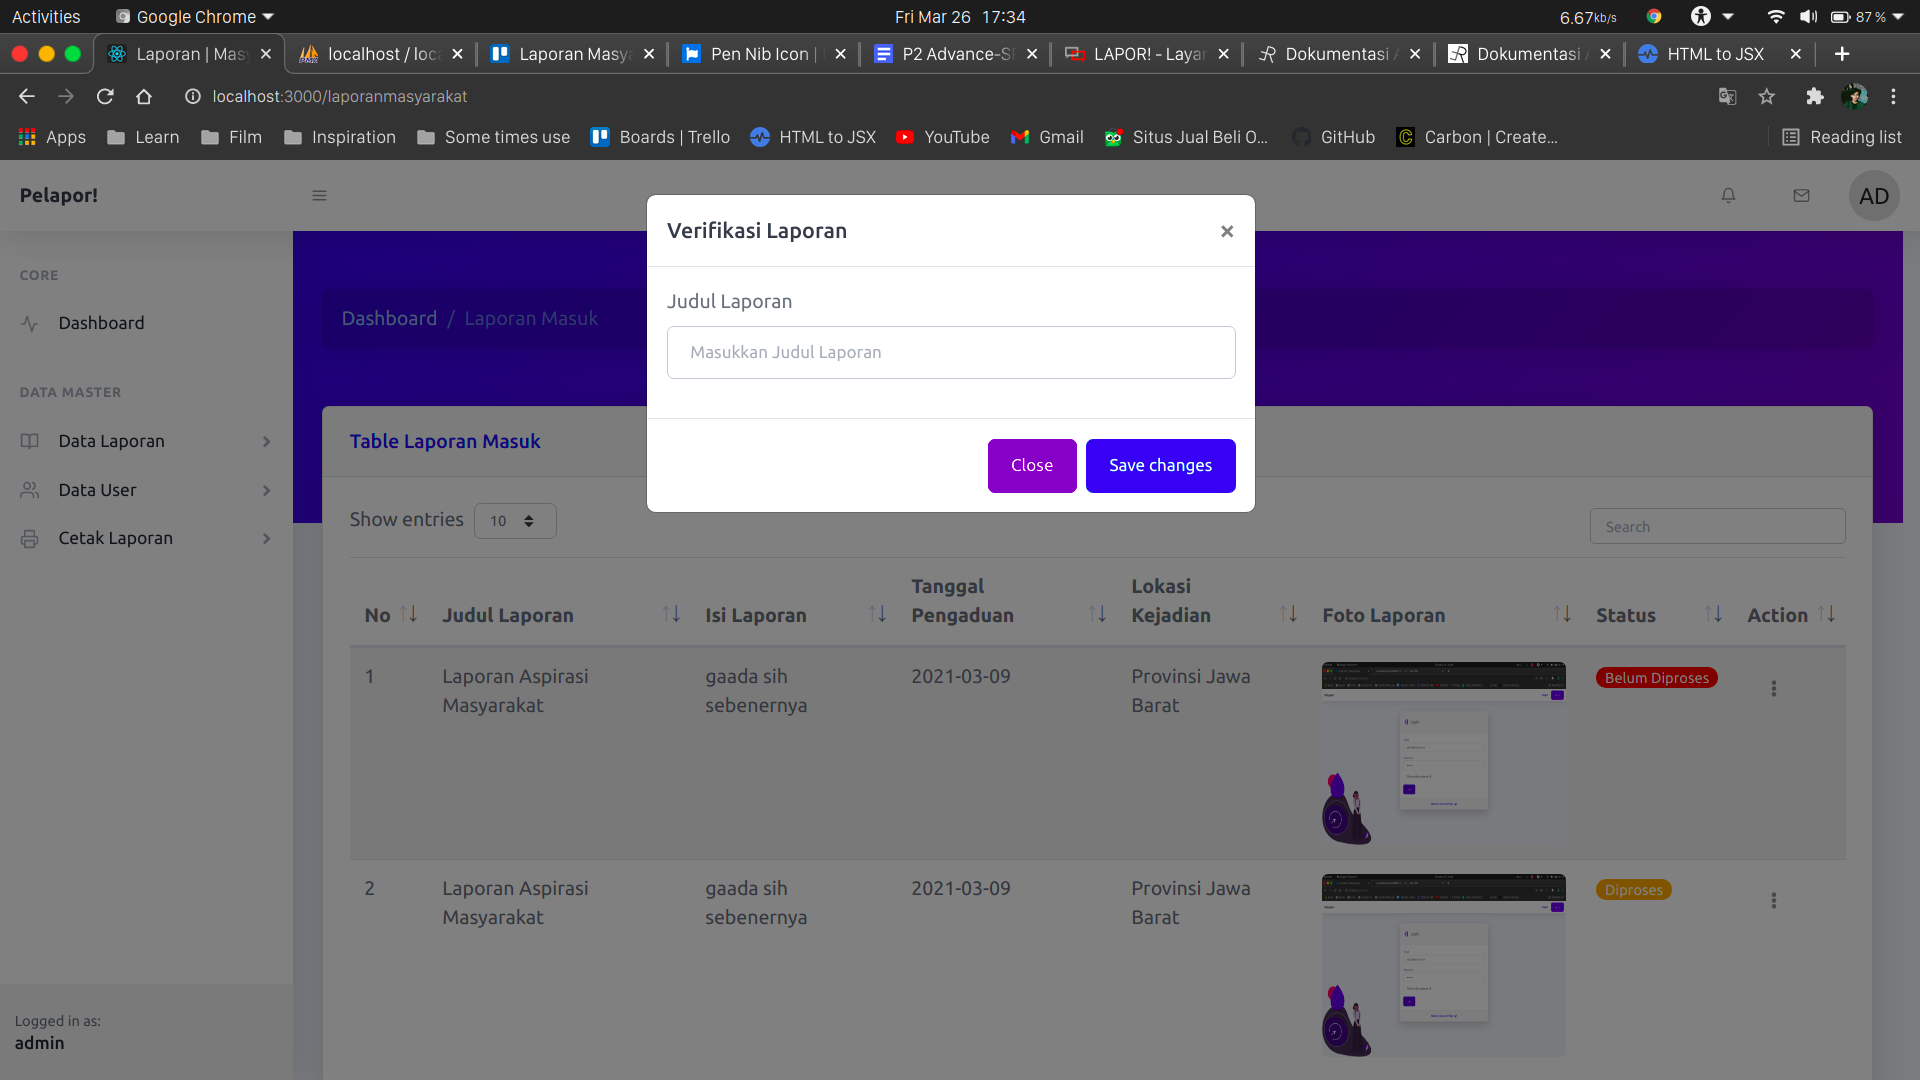 Activities
Google Chrome
Fri Mar 26 17:34
6.67kb/s
87 %
Laporan | Mas
localhost / loc
Laporan Masy
Pen Nib Icon |
P2 Advance-S
LAPOR! - Laya
Dokumentasi
Dokumentasi
HTML to JSX
localhost:3000/laporanmasyarakat
Apps
Learn
Film
Inspiration
Some times use
Boards | Trello
HTML to JSX
YouTube
Gmail
Situs Jual Beli O...
GitHub
Carbon | Create...
Reading list
Pelapor!
AD
CORE
Dashboard
DATA MASTER
Data Laporan
Data User
Cetak Laporan
Logged in as:
admin
Dashboard / Laporan Masuk
Verifikasi Laporan
×
Judul Laporan
Masukkan Judul Laporan
Close
Save changes
Table Laporan Masuk
Show entries 10
Search
No
Judul Laporan
Isi Laporan
Tanggal
Pengaduan
Lokasi
Kejadian
Foto Laporan
Status
Action
1
Laporan Aspirasi
Masyarakat
gaada sih
sebenernya
2021-03-09
Provinsi Jawa
Barat
Belum Diproses
2
Laporan Aspirasi
Masyarakat
gaada sih
sebenernya
2021-03-09
Provinsi Jawa
Barat
Diproses